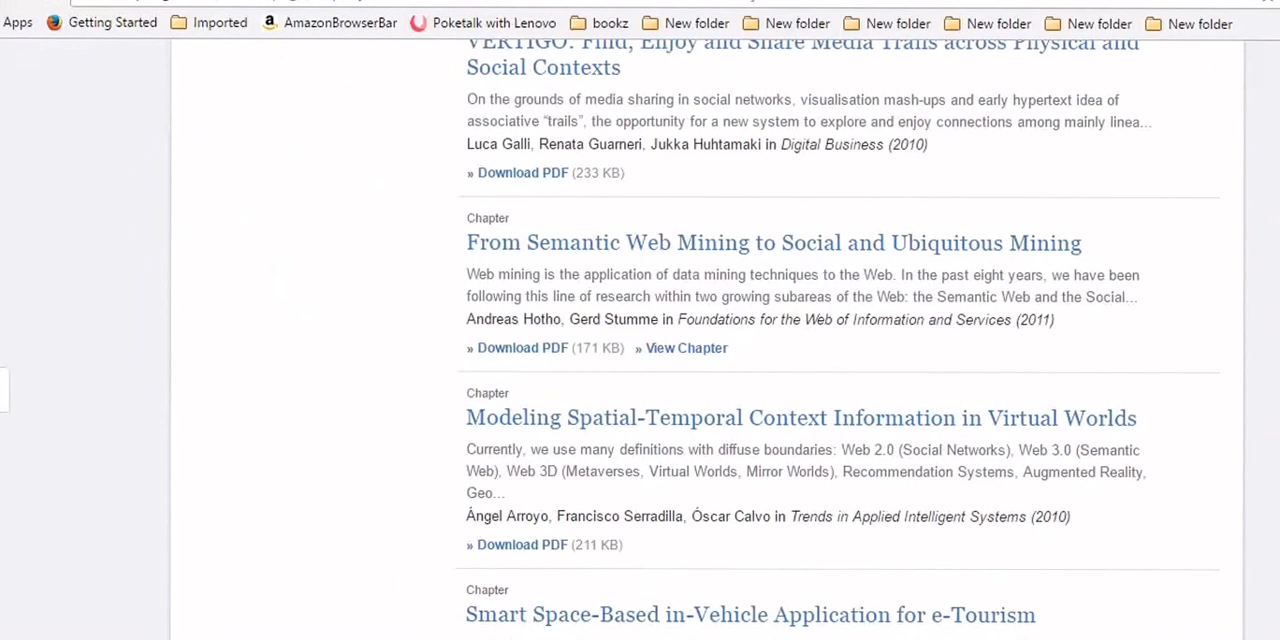 Apps Getting Started Imported AmazonBrowserBar Poketalk with Lenovo bookz New folder New folder New folder New folder New folder New folder
VERTIGO: Find, Enjoy and Share Media Trails across Physical and
Social Contexts
On the grounds of media sharing in social networks, visualisation mash-ups and early hypertext idea of
associative “trails”, the opportunity for a new system to explore and enjoy connections among mainly linea...
Luca Galli, Renata Guarneri, Jukka Huhtamaki in Digital Business (2010)
» Download PDF (233 KB)
Chapter
From Semantic Web Mining to Social and Ubiquitous Mining
Web mining is the application of data mining techniques to the Web. In the past eight years, we have been
following this line of research within two growing subareas of the Web: the Semantic Web and the Social...
Andreas Hotho, Gerd Stumme in Foundations for the Web of Information and Services (2011)
» Download PDF (171 KB) » View Chapter
Chapter
Modeling Spatial-Temporal Context Information in Virtual Worlds
Currently, we use many definitions with diffuse boundaries: Web 2.0 (Social Networks), Web 3.0 (Semantic
Web), Web 3D (Metaverses, Virtual Worlds, Mirror Worlds), Recommendation Systems, Augmented Reality,
Geo...
Ángel Arroyo, Francisco Serradilla, Óscar Calvo in Trends in Applied Intelligent Systems (2010)
» Download PDF (211 KB)
Chapter
Smart Space-Based in-Vehicle Application for e-Tourism